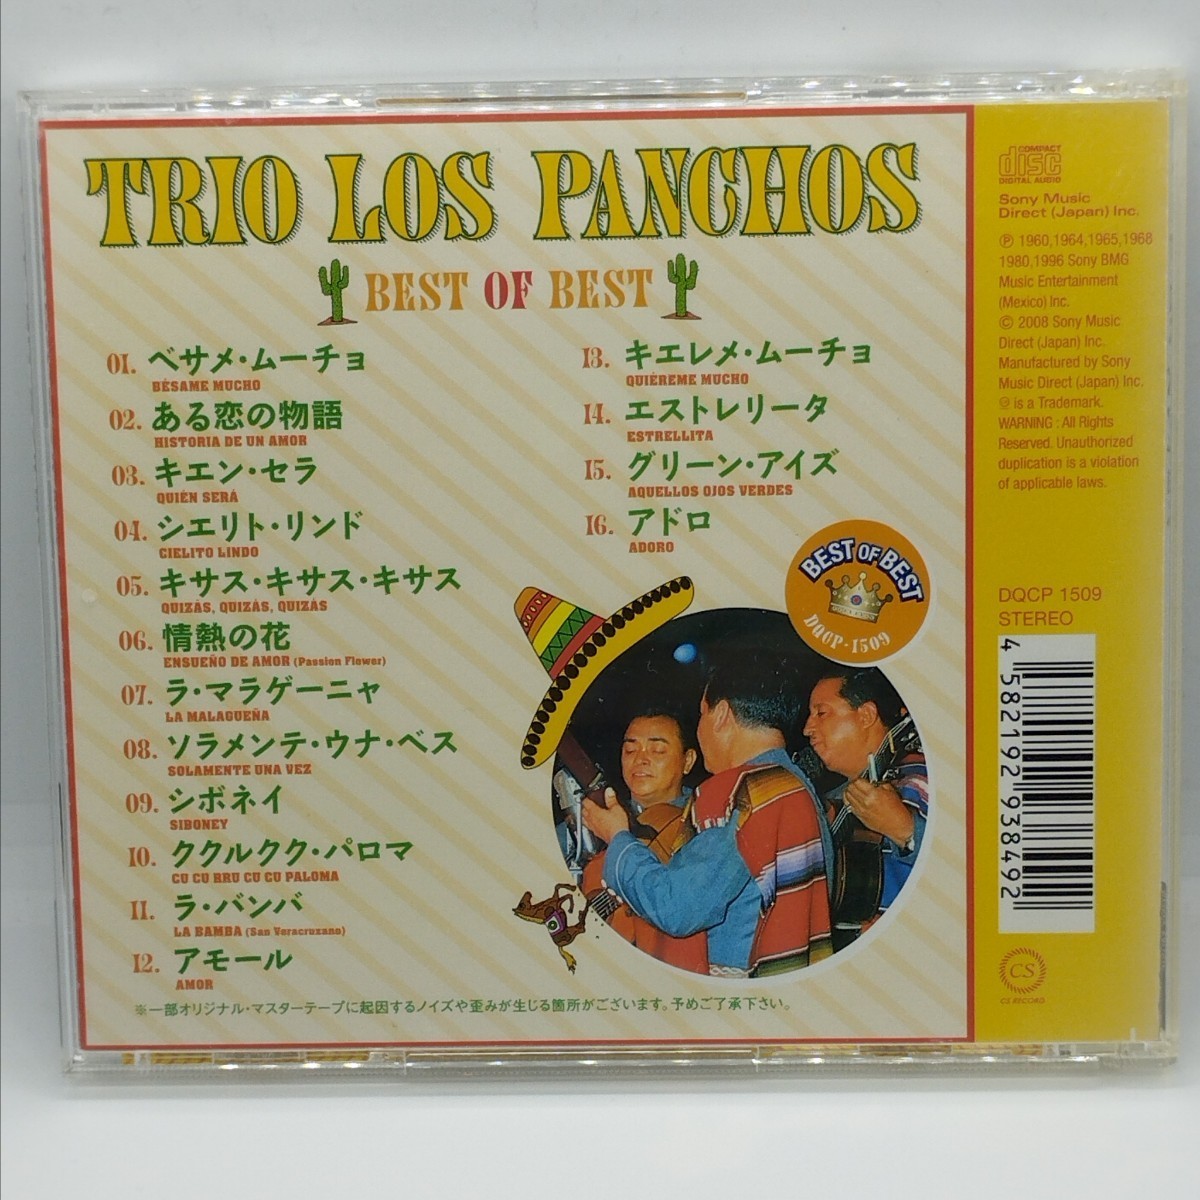 TRIO LOS PANCHOS
BEST OF BEST
01. ベサメ・ムーチョ
BÉSAME MUCHO
02. ある恋の物語
HISTORIA DE UN AMOR
03. キエン・セラ
QUIÉN SERÁ
04. シエリト・リンド
CIELITO LINDO
05. キサス・キサス・キサス
QUIZÁS, QUIZÁS, QUIZÁS
06. 情熱の花
ENSUEÑO DE AMOR (Passion Flower)
07. ラ・マラゲーニャ
LA MALAGUEÑA
08. ソラメンテ・ウナ・ベス
SOLAMENTE UNA VEZ
09. シボネイ
SIBONEY
10. ククルクク・パロマ
CU CU RRU CU CU PALOMA
11. ラ・バンバ
LA BAMBA (San Veracruzano)
12. アモール
AMOR
13. キエレメ・ムーチョ
QUIÉREME MUCHO
14. エストレリータ
ESTRELLITA
15. グリーン・アイズ
AQUELLOS OJOS VERDES
16. アドロ
ADORO
BEST OF BEST
DQCP-1509
※一部オリジナル・マスターテープに起因するノイズや歪みが生じる箇所がございます。予めご了承下さい。
COMPACT
disc
DIGITAL AUDIO
Sony Music
Direct (Japan) Inc.
℗ 1960,1964,1965,1968
1980,1996 Sony BMG
Music Entertainment
(Mexico) Inc.
© 2008 Sony Music
Direct (Japan) Inc.
Manufactured by Sony
Music Direct (Japan) Inc.
is a Trademark.
WARNING : All Rights
Reserved. Unauthorized
duplication is a violation
of applicable laws.
DQCP 1509
STEREO
4 582192 938492
CS
CS RECORD